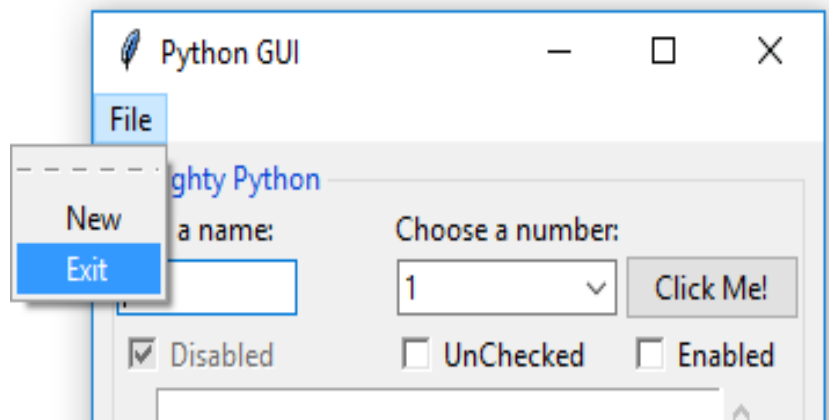 Python GUI
File
ghty Python
New
a name:
Choose a number:
Exit
1
Click Me!
Disabled
UnChecked
Enabled